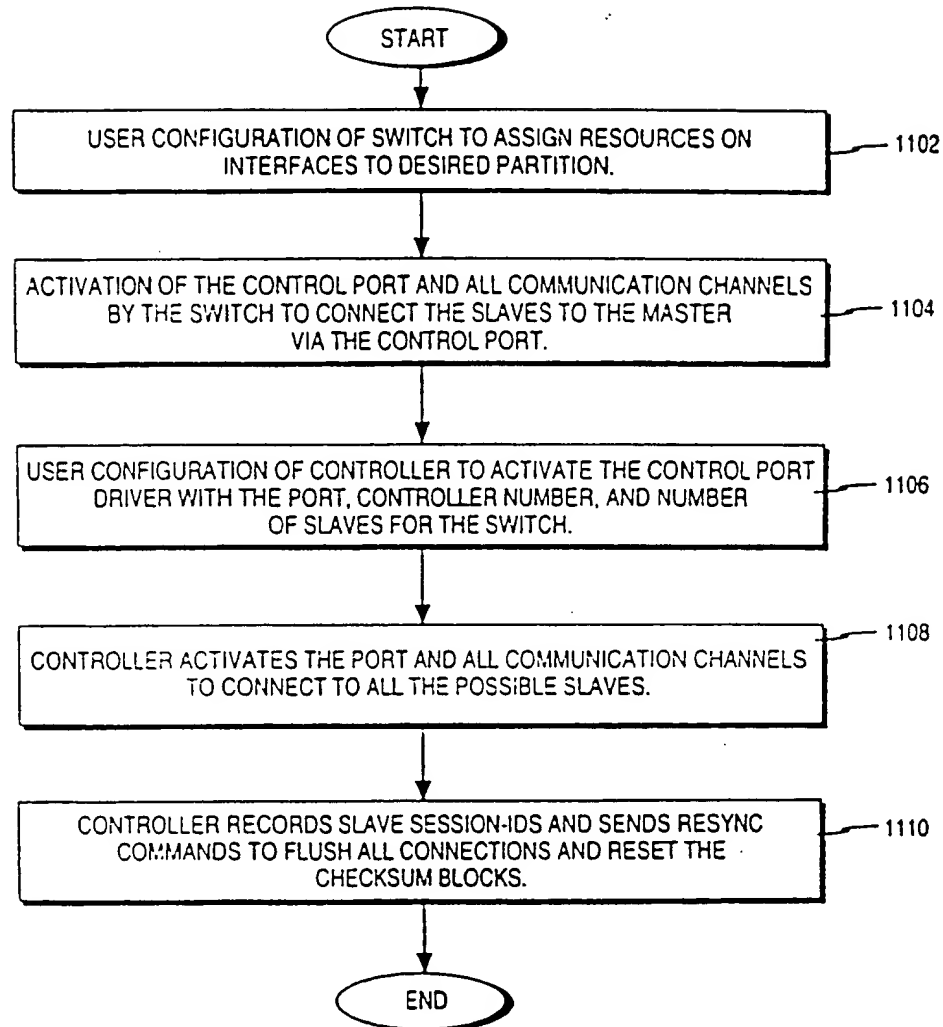 START
USER CONFIGURATION OF SWITCH TO ASSIGN RESOURCES ON
INTERFACES TO DESIRED PARTITION.
1102
ACTIVATION OF THE CONTROL PORT AND ALL COMMUNICATION CHANNELS
BY THE SWITCH TO CONNECT THE SLAVES TO THE MASTER
VIA THE CONTROL PORT.
1104
USER CONFIGURATION OF CONTROLLER TO ACTIVATE THE CONTROL PORT
DRIVER WITH THE PORT, CONTROLLER NUMBER, AND NUMBER
OF SLAVES FOR THE SWITCH.
1106
CONTROLLER ACTIVATES THE PORT AND ALL COMMUNICATION CHANNELS
TO CONNECT TO ALL THE POSSIBLE SLAVES.
1108
CONTROLLER RECORDS SLAVE SESSION-IDS AND SENDS RESYNC
COMMANDS TO FLUSH ALL CONNECTIONS AND RESET THE
CHECKSUM BLOCKS.
1110
END